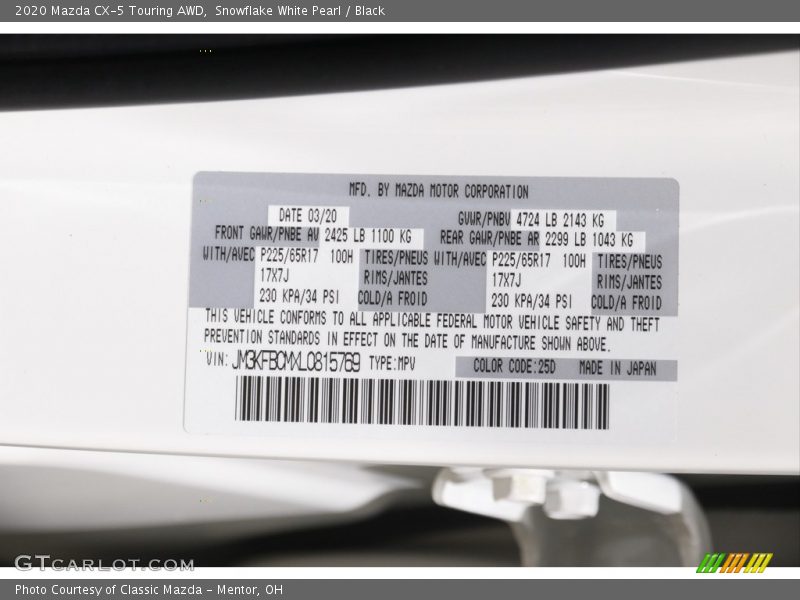 2020 Mazda CX-5 Touring AWD, Snowflake White Pearl / Black
MFD. BY MAZDA MOTOR CORPORATION
DATE 03/20 GVWR/PNBV 4724 LB 2143 KG
FRONT GAWR/PNBE AV 2425 LB 1100 KG REAR GAWR/PNBE AR 2299 LB 1043 KG
WITH/AVEC P225/65R17 100H TIRES/PNEUS WITH/AVEC P225/65R17 100H TIRES/PNEUS
17X7J RIMS/JANTES 17X7J RIMS/JANTES
230 KPA/34 PSI COLD/A FROID 230 KPA/34 PSI COLD/A FROID
THIS VEHICLE CONFORMS TO ALL APPLICABLE FEDERAL MOTOR VEHICLE SAFETY AND THEFT
PREVENTION STANDARDS IN EFFECT ON THE DATE OF MANUFACTURE SHOWN ABOVE.
VIN: JM3KFBCMXL0815769 TYPE:MPV COLOR CODE:25D MADE IN JAPAN
GTCARLOT.COM
Photo Courtesy of Classic Mazda - Mentor, OH